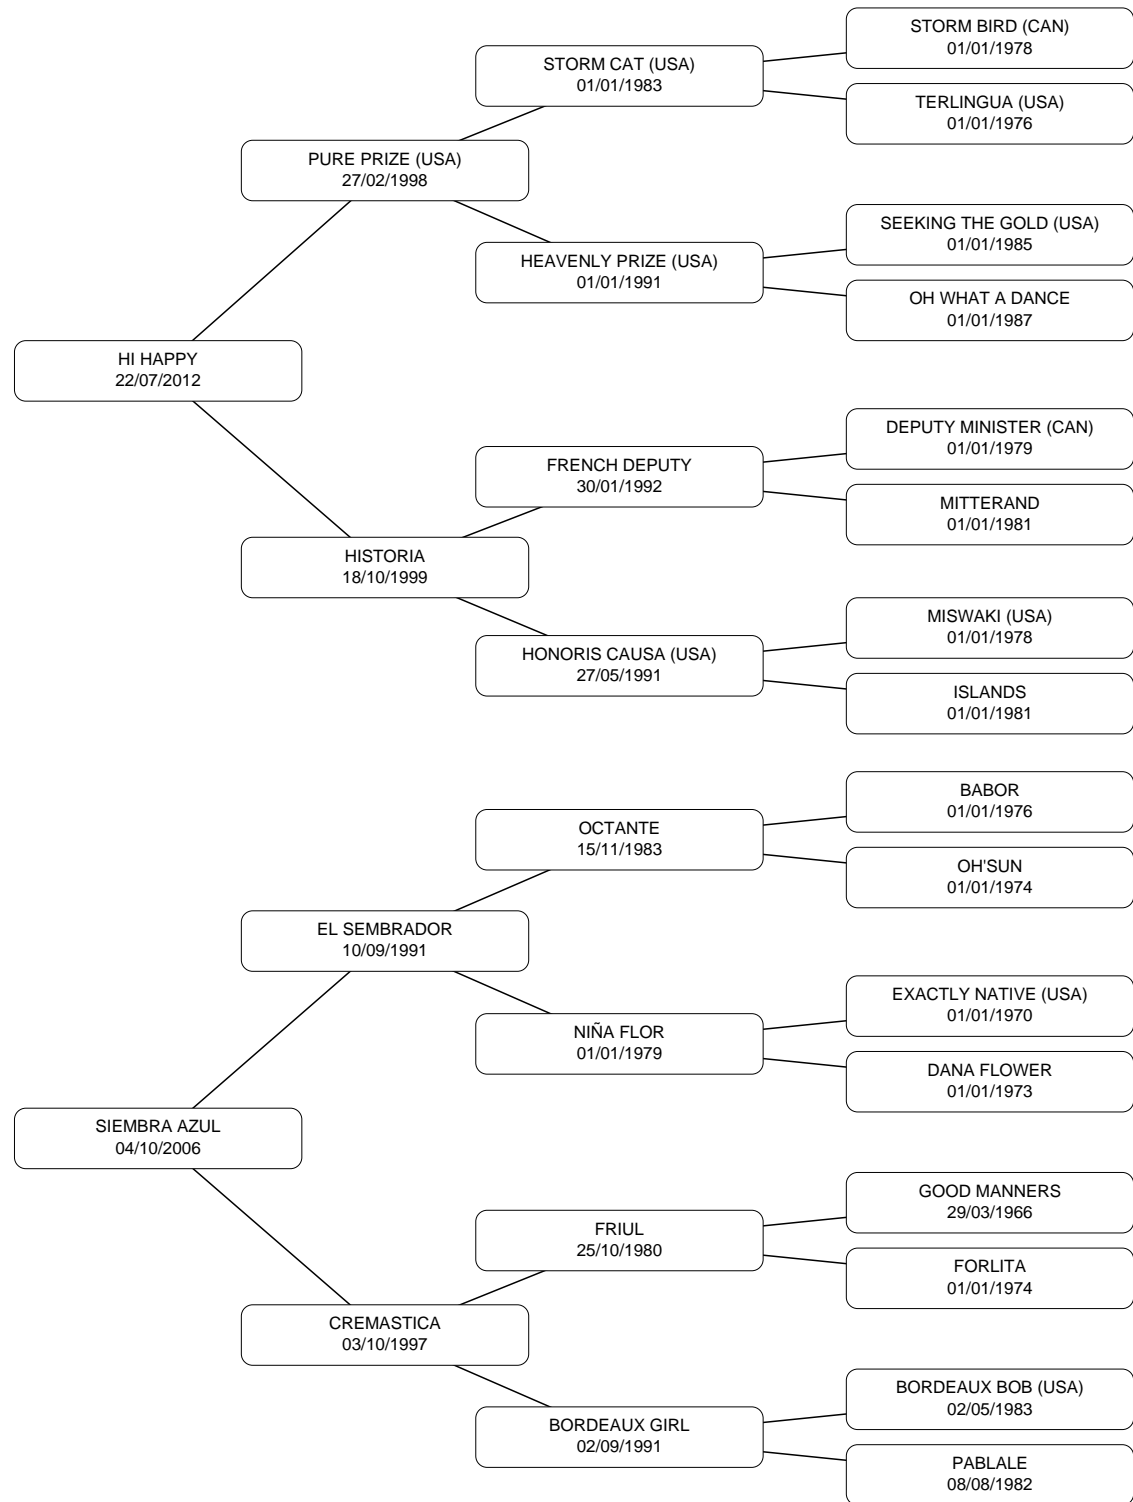 STORM BIRD (CAN)
01/01/1978
STORM CAT (USA)
01/01/1983
TERLINGUA (USA)
01/01/1976
PURE PRIZE (USA)
27/02/1998
SEEKING THE GOLD (USA)
01/01/1985
HEAVENLY PRIZE (USA)
01/01/1991
OH WHAT A DANCE
01/01/1987
HI HAPPY
22/07/2012
DEPUTY MINISTER (CAN)
01/01/1979
FRENCH DEPUTY
30/01/1992
MITTERAND
01/01/1981
HISTORIA
18/10/1999
MISWAKI (USA)
01/01/1978
HONORIS CAUSA (USA)
27/05/1991
ISLANDS
01/01/1981
BABOR
01/01/1976
OCTANTE
15/11/1983
OH'SUN
01/01/1974
EL SEMBRADOR
10/09/1991
EXACTLY NATIVE (USA)
01/01/1970
NIÑA FLOR
01/01/1979
DANA FLOWER
01/01/1973
SIEMBRA AZUL
04/10/2006
GOOD MANNERS
29/03/1966
FRIUL
25/10/1980
FORLITA
01/01/1974
CREMASTICA
03/10/1997
BORDEAUX BOB (USA)
02/05/1983
BORDEAUX GIRL
02/09/1991
PABLALE
08/08/1982